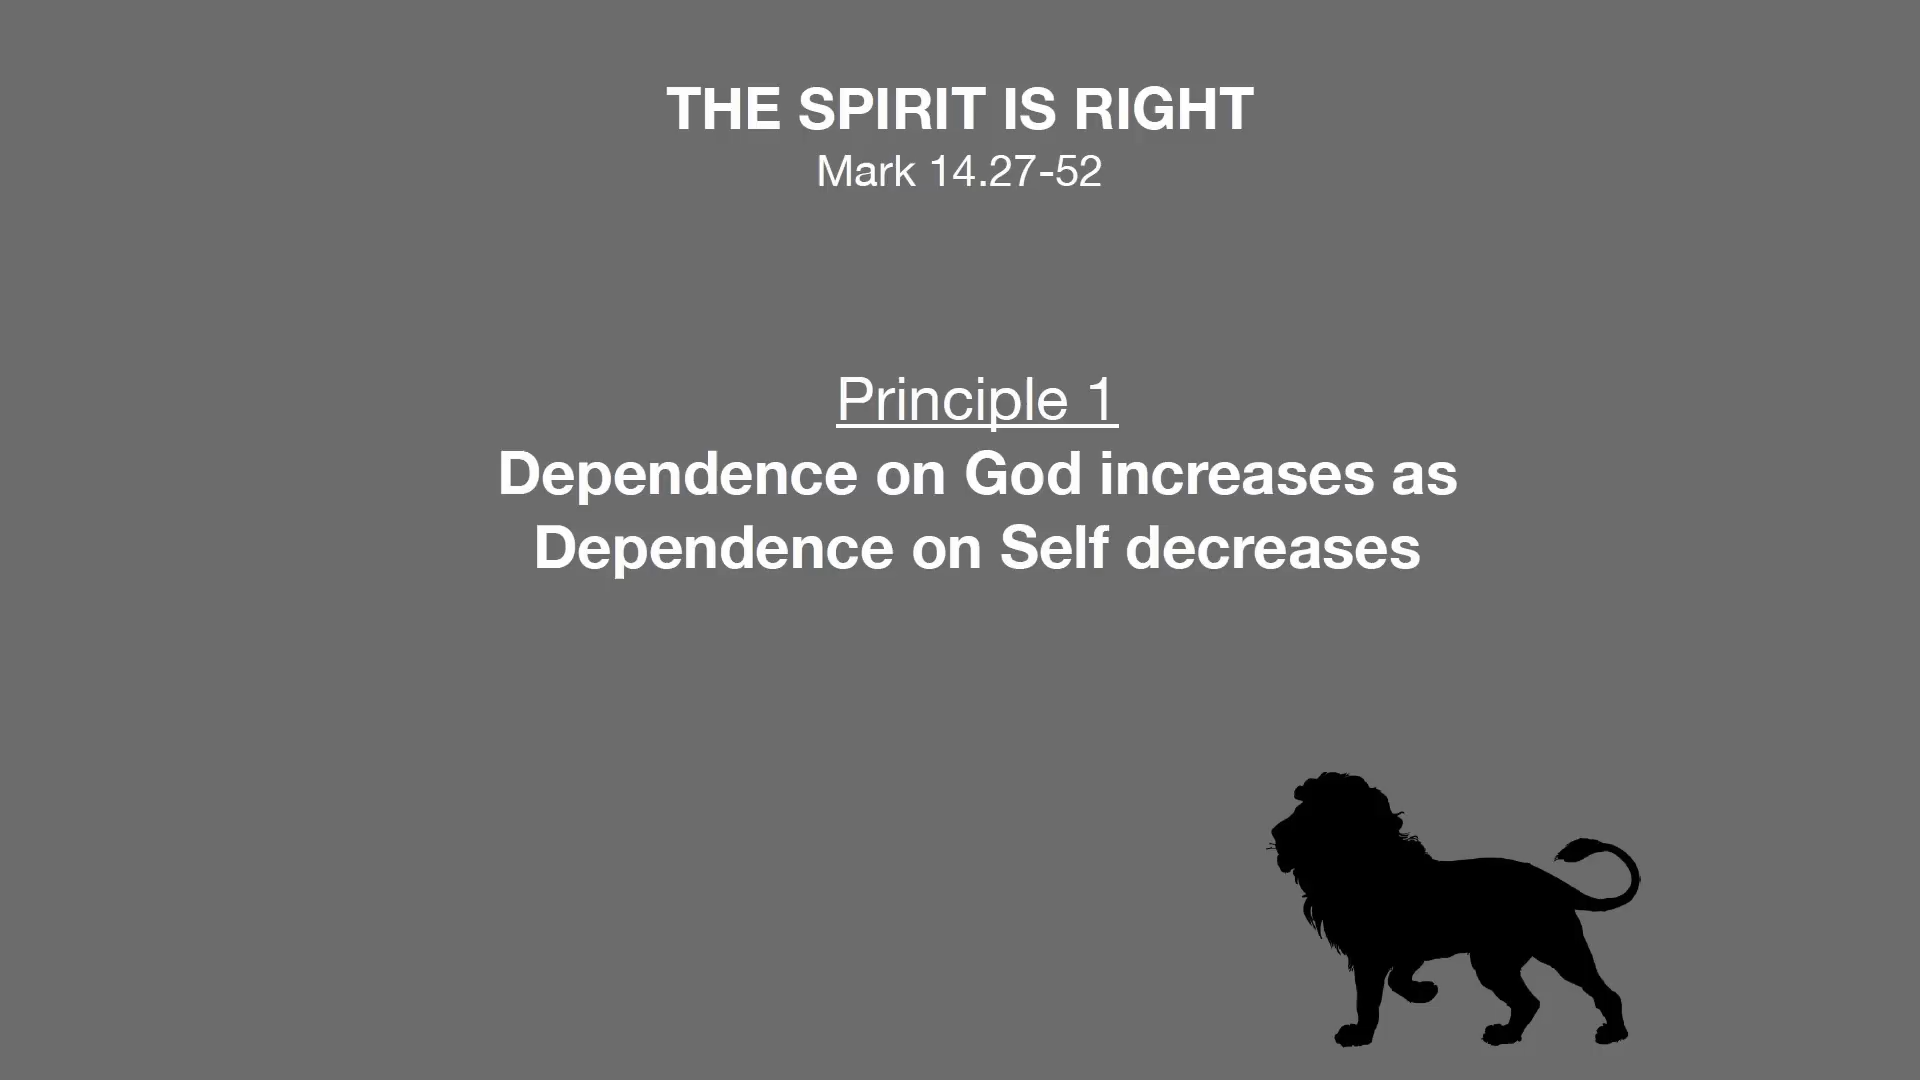 THE SPIRIT IS RIGHT
Mark 14.27-52
Principle 1
Dependence on God increases as
Dependence on Self decreases